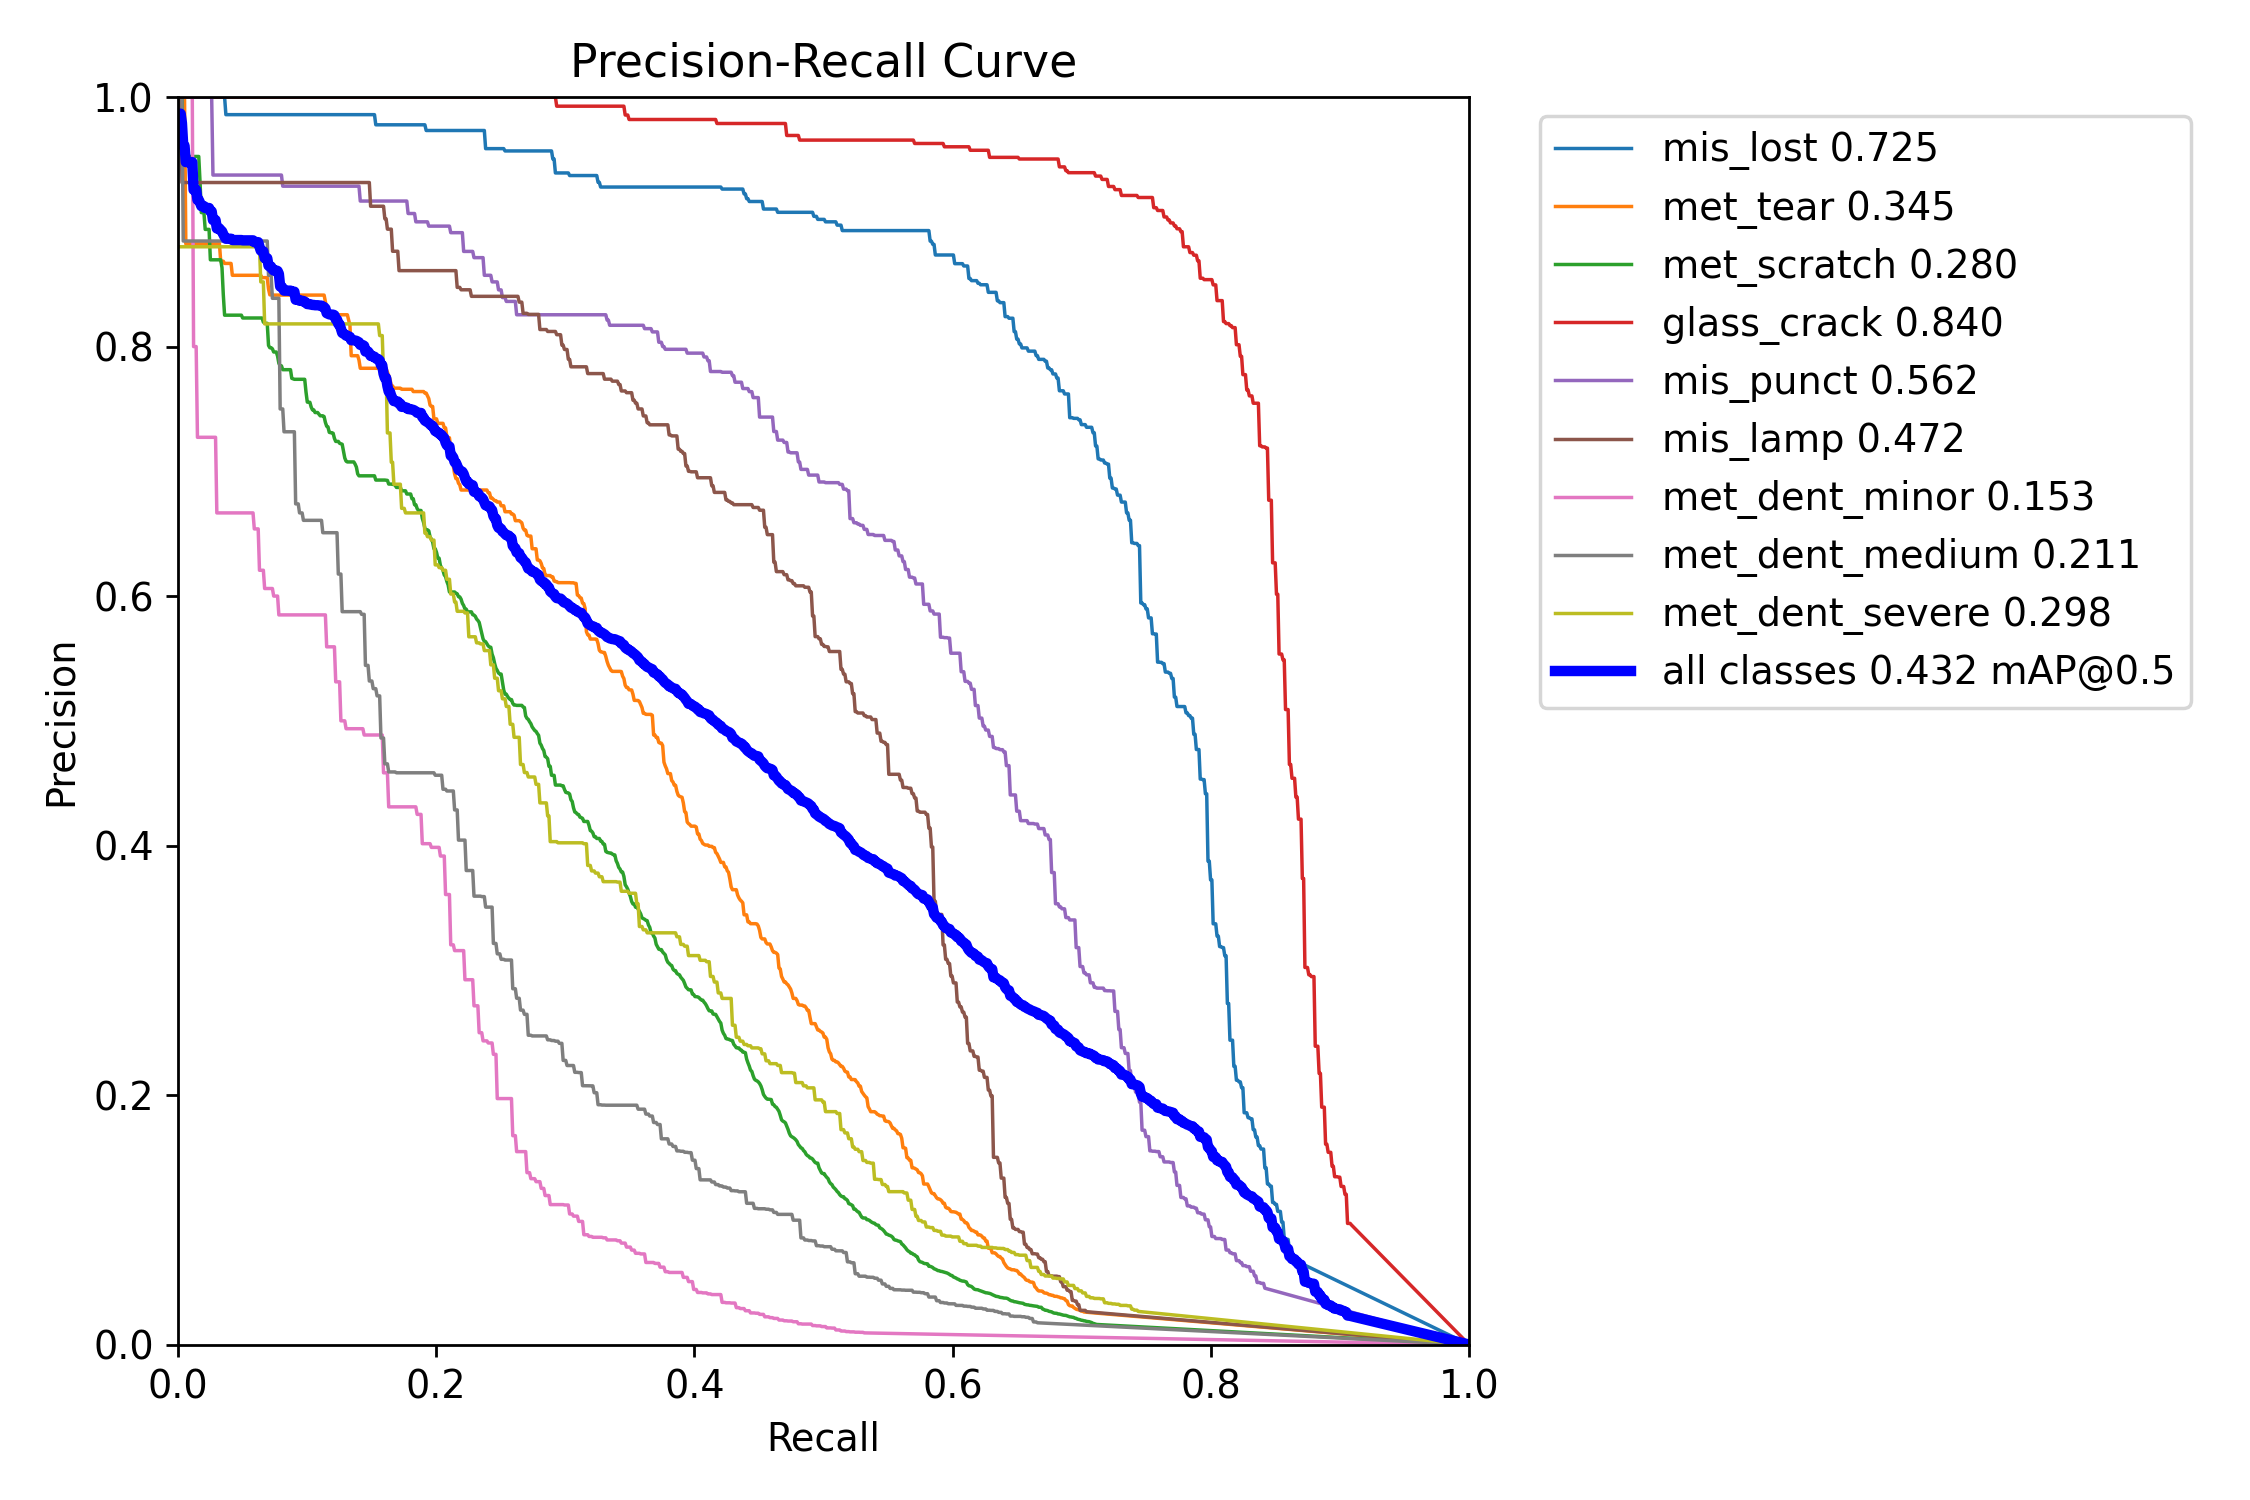 Precision-Recall Curve
1.0
0.8
0.6
0.4
0.2
0.0
Precision
0.0 0.2 0.4 0.6 0.8 1.0
Recall
mis_lost 0.725
met_tear 0.345
met_scratch 0.280
glass_crack 0.840
mis_punct 0.562
mis_lamp 0.472
met_dent_minor 0.153
met_dent_medium 0.211
met_dent_severe 0.298
all classes 0.432 mAP@0.5